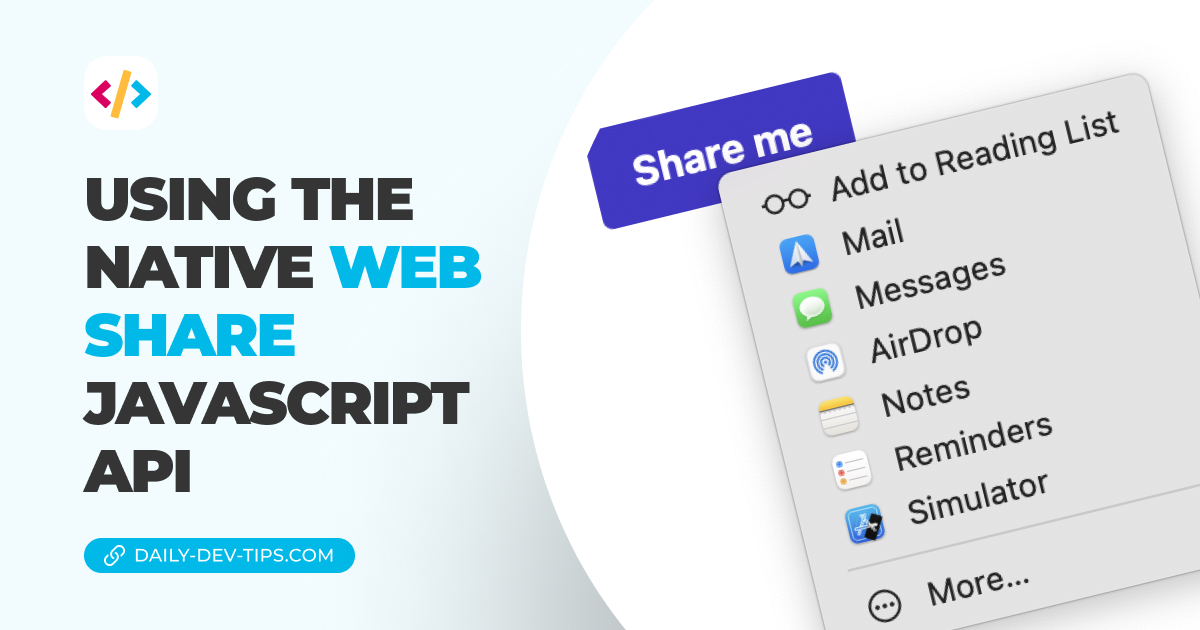 USING THE
NATIVE WEB
SHARE
JAVASCRIPT
API
DAILY-DEV-TIPS.COM
Share me
Add to Reading List
Mail
Messages
AirDrop
Notes
Reminders
Simulator
More...